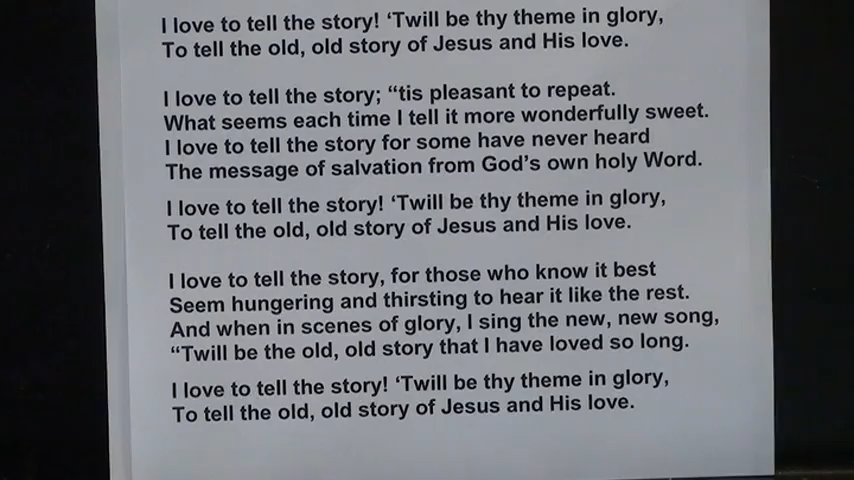 I love to tell the story! ‘Twill be thy theme in glory,
To tell the old, old story of Jesus and His love.
I love to tell the story; “tis pleasant to repeat.
What seems each time I tell it more wonderfully sweet.
I love to tell the story for some have never heard
The message of salvation from God’s own holy Word.
I love to tell the story! ‘Twill be thy theme in glory,
To tell the old, old story of Jesus and His love.
I love to tell the story, for those who know it best
Seem hungering and thirsting to hear it like the rest.
And when in scenes of glory, I sing the new, new song,
“Twill be the old, old story that I have loved so long.
I love to tell the story! ‘Twill be thy theme in glory,
To tell the old, old story of Jesus and His love.